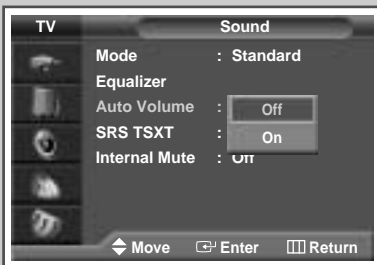 TV Sound
Mode : Standard
Equalizer
Auto Volume : Off
SRS TSXT : On
Internal Mute : Off
Move Enter Return